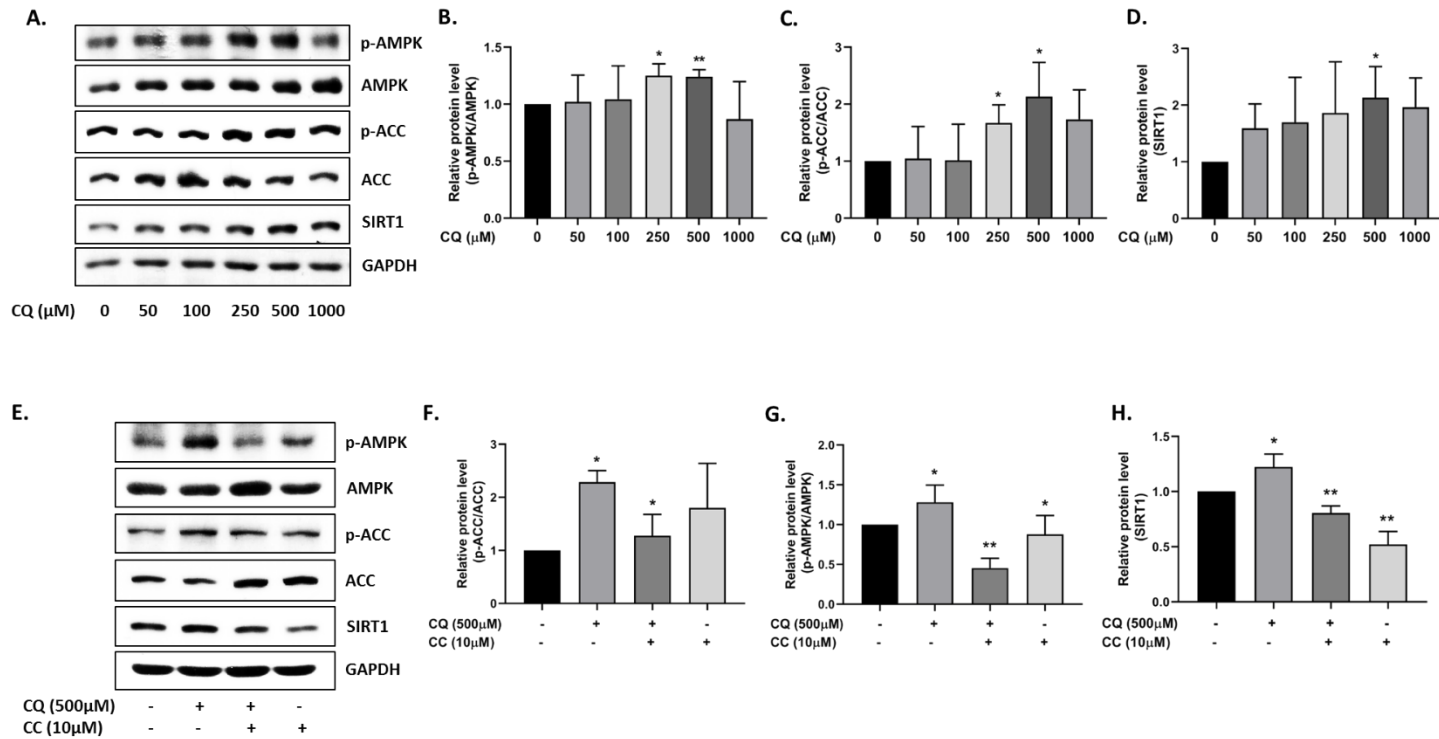 A.
p-AMPK
AMPK
p-ACC
ACC
SIRT1
GAPDH
CQ (μM) 0 50 100 250 500 1000
B.
Relative protein level
(p-AMPK/AMPK)
1.5
1.0
0.5
0.0
* **
CQ (μM) 0 50 100 250 500 1000
C.
Relative protein level
(p-ACC/ACC)
3
2
1
0
* *
CQ (μM) 0 50 100 250 500 1000
D.
Relative protein level
(SIRT1)
3
2
1
0
*
CQ (μM) 0 50 100 250 500 1000
E.
p-AMPK
AMPK
p-ACC
ACC
SIRT1
GAPDH
CQ (500μM) - + + -
CC (10μM) - - + +
F.
Relative protein level
(p-ACC/ACC)
3
2
1
0
* *
CQ (500μM) - + + -
CC (10μM) - - + +
G.
Relative protein level
(p-AMPK/AMPK)
2.0
1.5
1.0
0.5
0.0
* ** *
CQ (500μM) - + + -
CC (10μM) - - + +
H.
Relative protein level
(SIRT1)
1.5
1.0
0.5
0.0
* ** **
CQ (500μM) - + + -
CC (10μM) - - + +